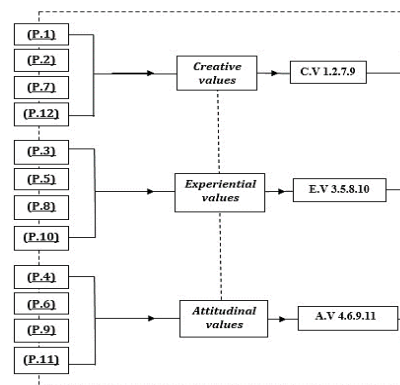 (P.1)
(P.2)
(P.7)
(P.12)
Creative
values
C.V 1.2.7.9
(P.3)
(P.5)
(P.8)
(P.10)
Experiential
values
E.V 3.5.8.10
(P.4)
(P.6)
(P.9)
(P.11)
Attitudinal
values
A.V 4.6.9.11